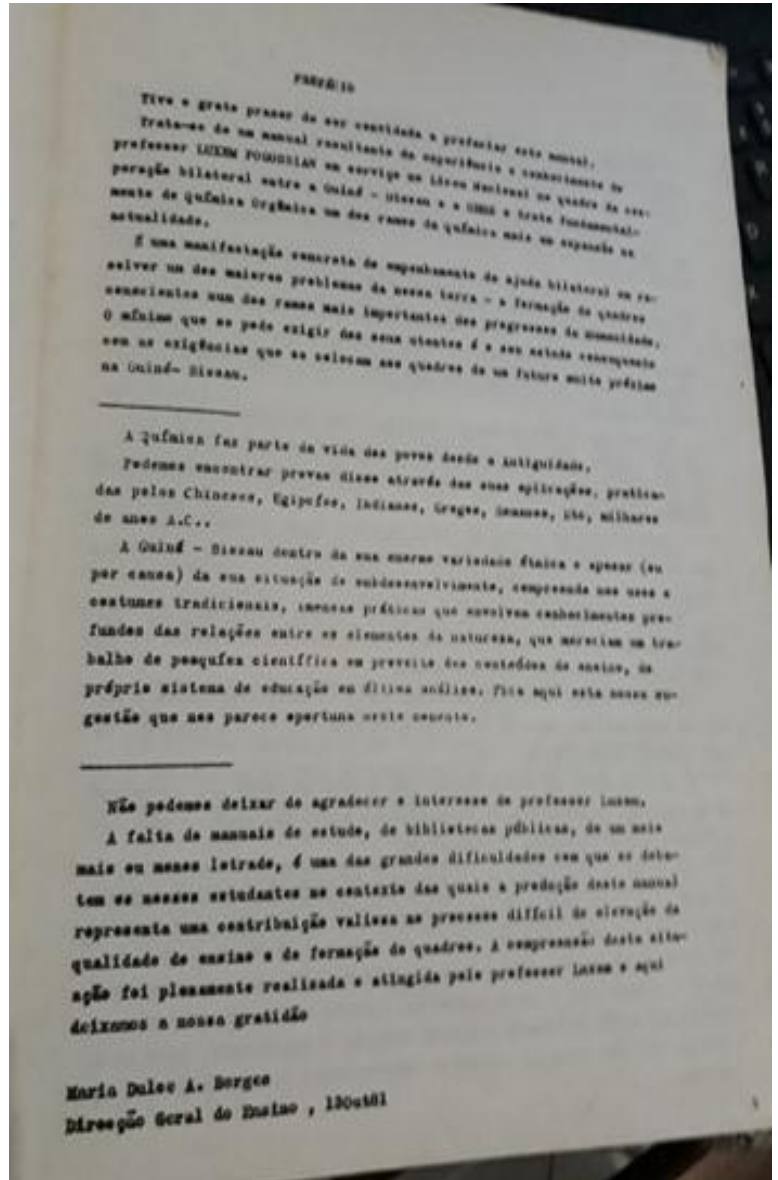 PREFÁCIO
Tive o grato prazer de ser convidada a prefaciar este manual.
Trata-se de um manual resultante da experiência e conhecimento do
professor LUXEM POGOSSIAN em serviço no Liceu Nacional no quadro da coo-
peração bilateral entre a Guiné - Bissau e a URSS e trata fundamental-
mente de química Orgânica um dos ramos da química mais em expansão na
actualidade.
É uma manifestação concreta do empenhamento da ajuda bilateral em re-
solver um dos maiores problemas da nossa terra - a formação de quadros
conscientes num dos ramos mais importantes dos progressos da humanidade.
O mínimo que se pode exigir dos seus utentes é o seu estudo consequente
com as exigências que se colocam aos quadros de um futuro muito próximo
na Guiné- Bissau.
A Química faz parte da vida dos povos desde a Antiguidade.
Podemos encontrar provas disso através das suas aplicações, pratica-
das pelos Chineses, Egipcíos, Indianos, Gregos, Romanos, Etc, milhares
de anos A.C..
A Guiné - Bissau dentro da sua enorme variedade étnica e apesar (ou
por causa) da sua situação de subdesenvolvimento, compreende nos usos e
costumes tradicionais, imensas práticas que envolvem conhecimentos pro-
fundos das relações entre os elementos da natureza, que mereciam um tra-
balho de pesquisa científica em proveito dos conteúdos de ensino, do
próprio sistema de educação em última análise. Fica aqui esta nossa su-
gestão que nos parece oportuna neste momento.
Não podemos deixar de agradecer o interesse do professor Luxem.
A falta de manuais de estudo, de bibliotecas públicas, de um meio
mais ou menos letrado, é uma das grandes dificuldades com que se deba-
tem os nossos estudantes no contexto das quais a produção deste manual
representa uma contribuição valiosa no processo difícil de elevação da
qualidade de ensino e de formação de quadros. A compreensão desta situ-
ação foi plenamente realizada e atingida pelo professor Luxem e aqui
deixamos a nossa gratidão
Maria Dulce A. Borges
Direcção Geral do Ensino , 13Out81